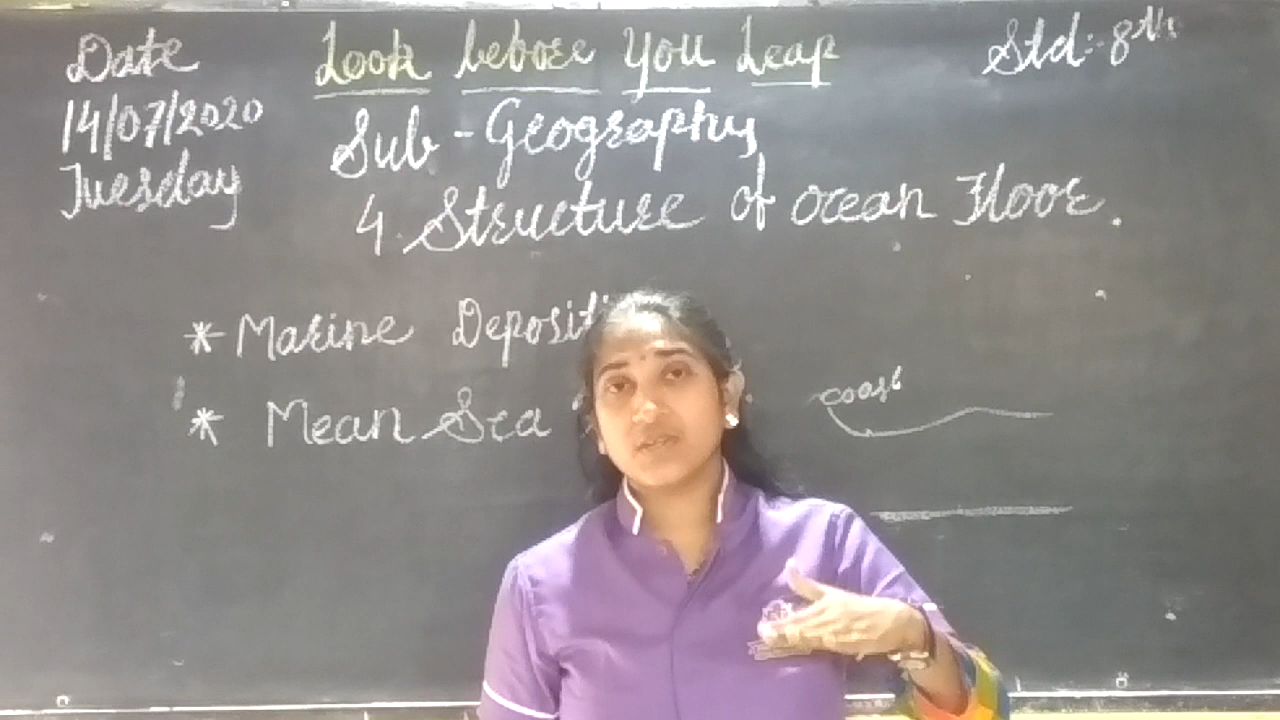 Date Look before You Leap Std:- 8th
14/07/2020 Sub - Geography
Tuesday 4. Structure of ocean Floor.
* Marine Deposit
* Mean Sea
coast